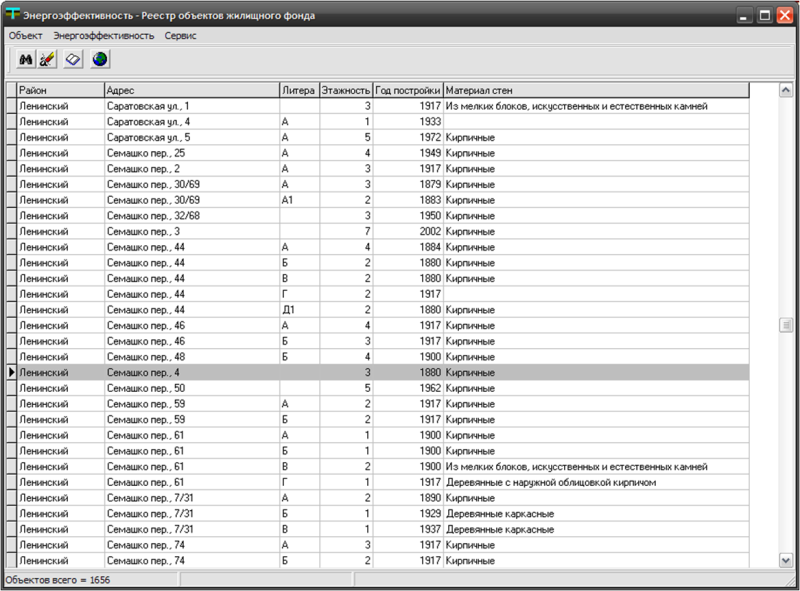 Энергоэффективность - Реестр объектов жилищного фонда
Объект Энергоэффективность Сервис
Район Адрес Литера Этажность Год постройки Материал стен
Ленинский Саратовская ул., 1 3 1917 Из мелких блоков, искусственных и естественных камней
Ленинский Саратовская ул., 4 А 1 1933
Ленинский Саратовская ул., 5 А 5 1972 Кирпичные
Ленинский Семашко пер., 25 А 4 1949 Кирпичные
Ленинский Семашко пер., 2 А 3 1917 Кирпичные
Ленинский Семашко пер., 30/69 А 3 1879 Кирпичные
Ленинский Семашко пер., 30/69 А1 2 1883 Кирпичные
Ленинский Семашко пер., 32/68 3 1950 Кирпичные
Ленинский Семашко пер., 3 7 2002 Кирпичные
Ленинский Семашко пер., 44 А 4 1884 Кирпичные
Ленинский Семашко пер., 44 Б 2 1880 Кирпичные
Ленинский Семашко пер., 44 В 2 1880 Кирпичные
Ленинский Семашко пер., 44 Г 2 1917
Ленинский Семашко пер., 44 Д1 2 1880 Кирпичные
Ленинский Семашко пер., 46 А 4 1917 Кирпичные
Ленинский Семашко пер., 46 Б 3 1917 Кирпичные
Ленинский Семашко пер., 48 Б 4 1900 Кирпичные
Ленинский Семашко пер., 4 3 1880 Кирпичные
Ленинский Семашко пер., 50 5 1962 Кирпичные
Ленинский Семашко пер., 59 А 2 1917 Кирпичные
Ленинский Семашко пер., 59 Б 2 1917 Кирпичные
Ленинский Семашко пер., 61 А 1 1900 Кирпичные
Ленинский Семашко пер., 61 Б 1 1900 Кирпичные
Ленинский Семашко пер., 61 В 2 1900 Из мелких блоков, искусственных и естественных камней
Ленинский Семашко пер., 61 Г 1 1917 Деревянные с наружной облицовкой кирпичом
Ленинский Семашко пер., 7/31 А 2 1890 Кирпичные
Ленинский Семашко пер., 7/31 Б 1 1929 Деревянные каркасные
Ленинский Семашко пер., 7/31 В 1 1937 Деревянные каркасные
Ленинский Семашко пер., 74 А 3 1917 Кирпичные
Ленинский Семашко пер., 74 Б 2 1917 Кирпичные
Объектов всего = 1656